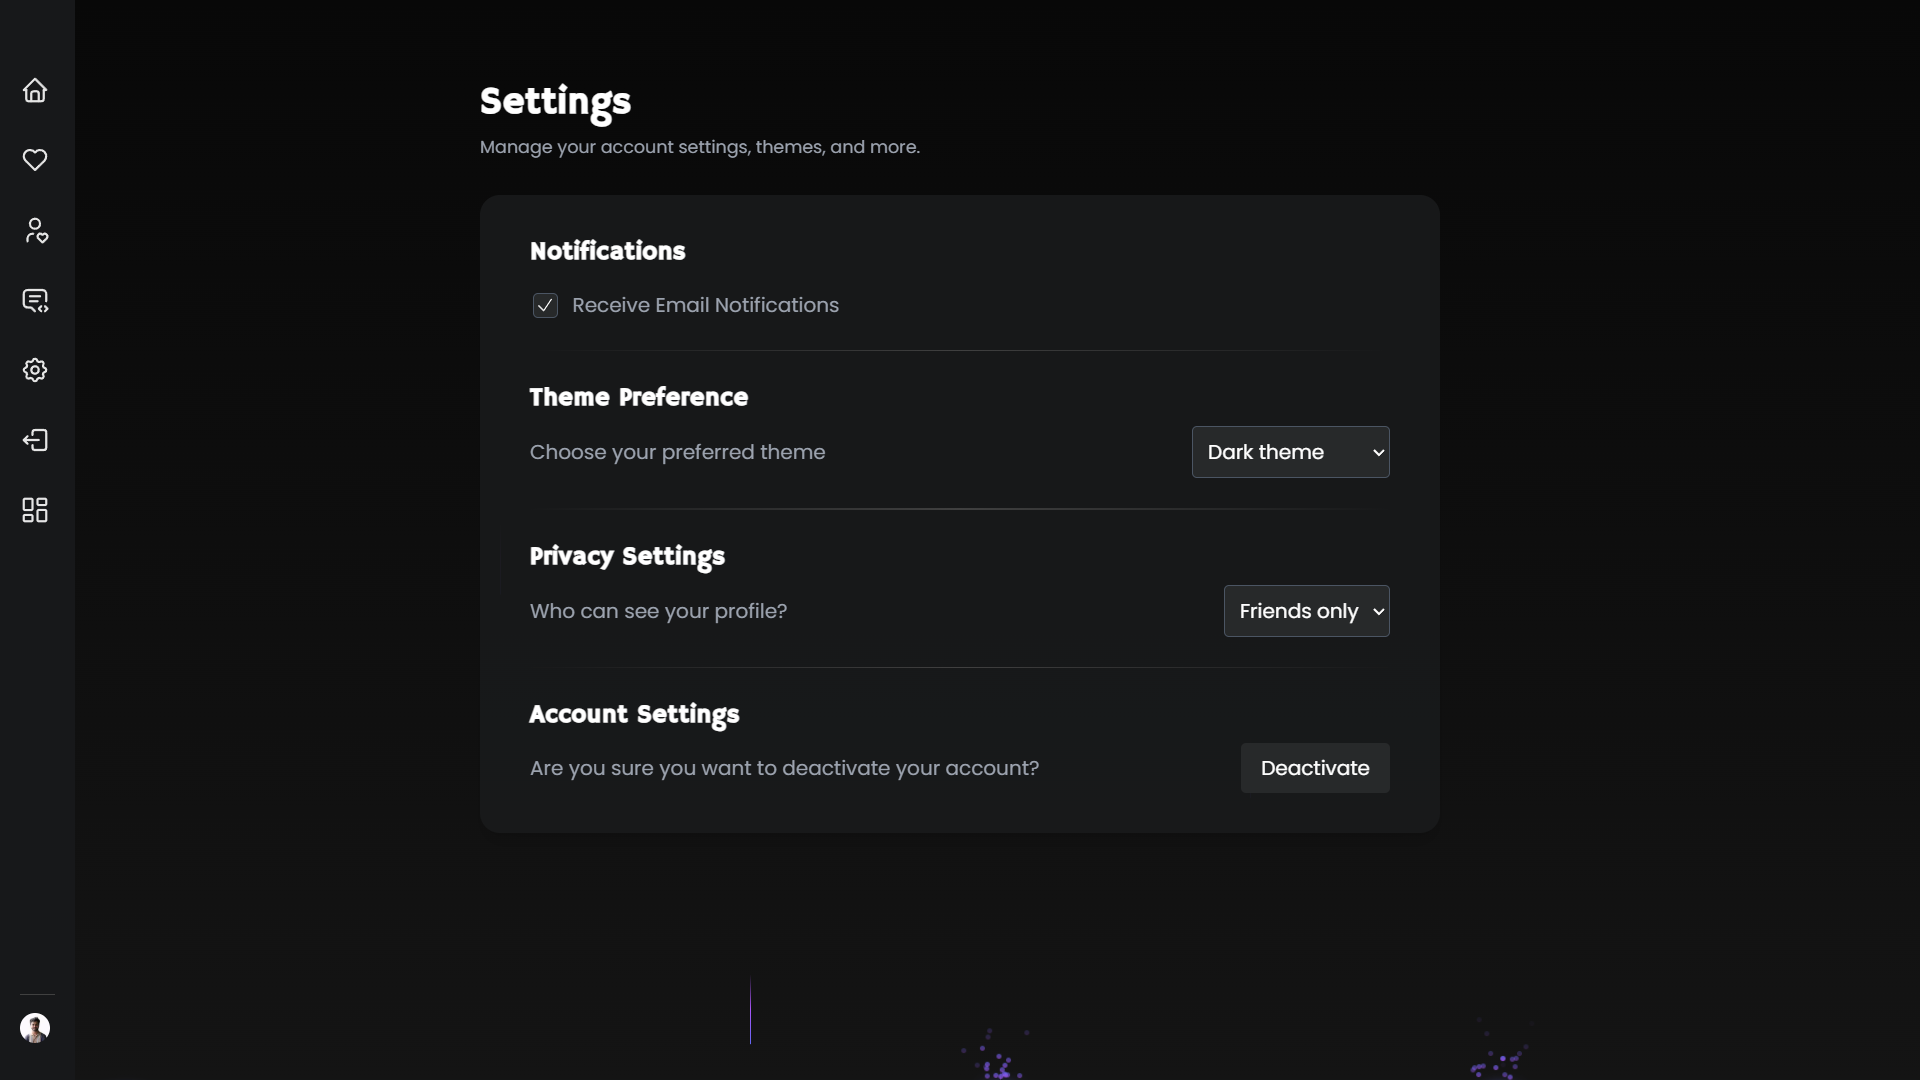 Settings
Manage your account settings, themes, and more.
Notifications
Receive Email Notifications
Theme Preference
Choose your preferred theme
Dark theme
Privacy Settings
Who can see your profile?
Friends only
Account Settings
Are you sure you want to deactivate your account?
Deactivate